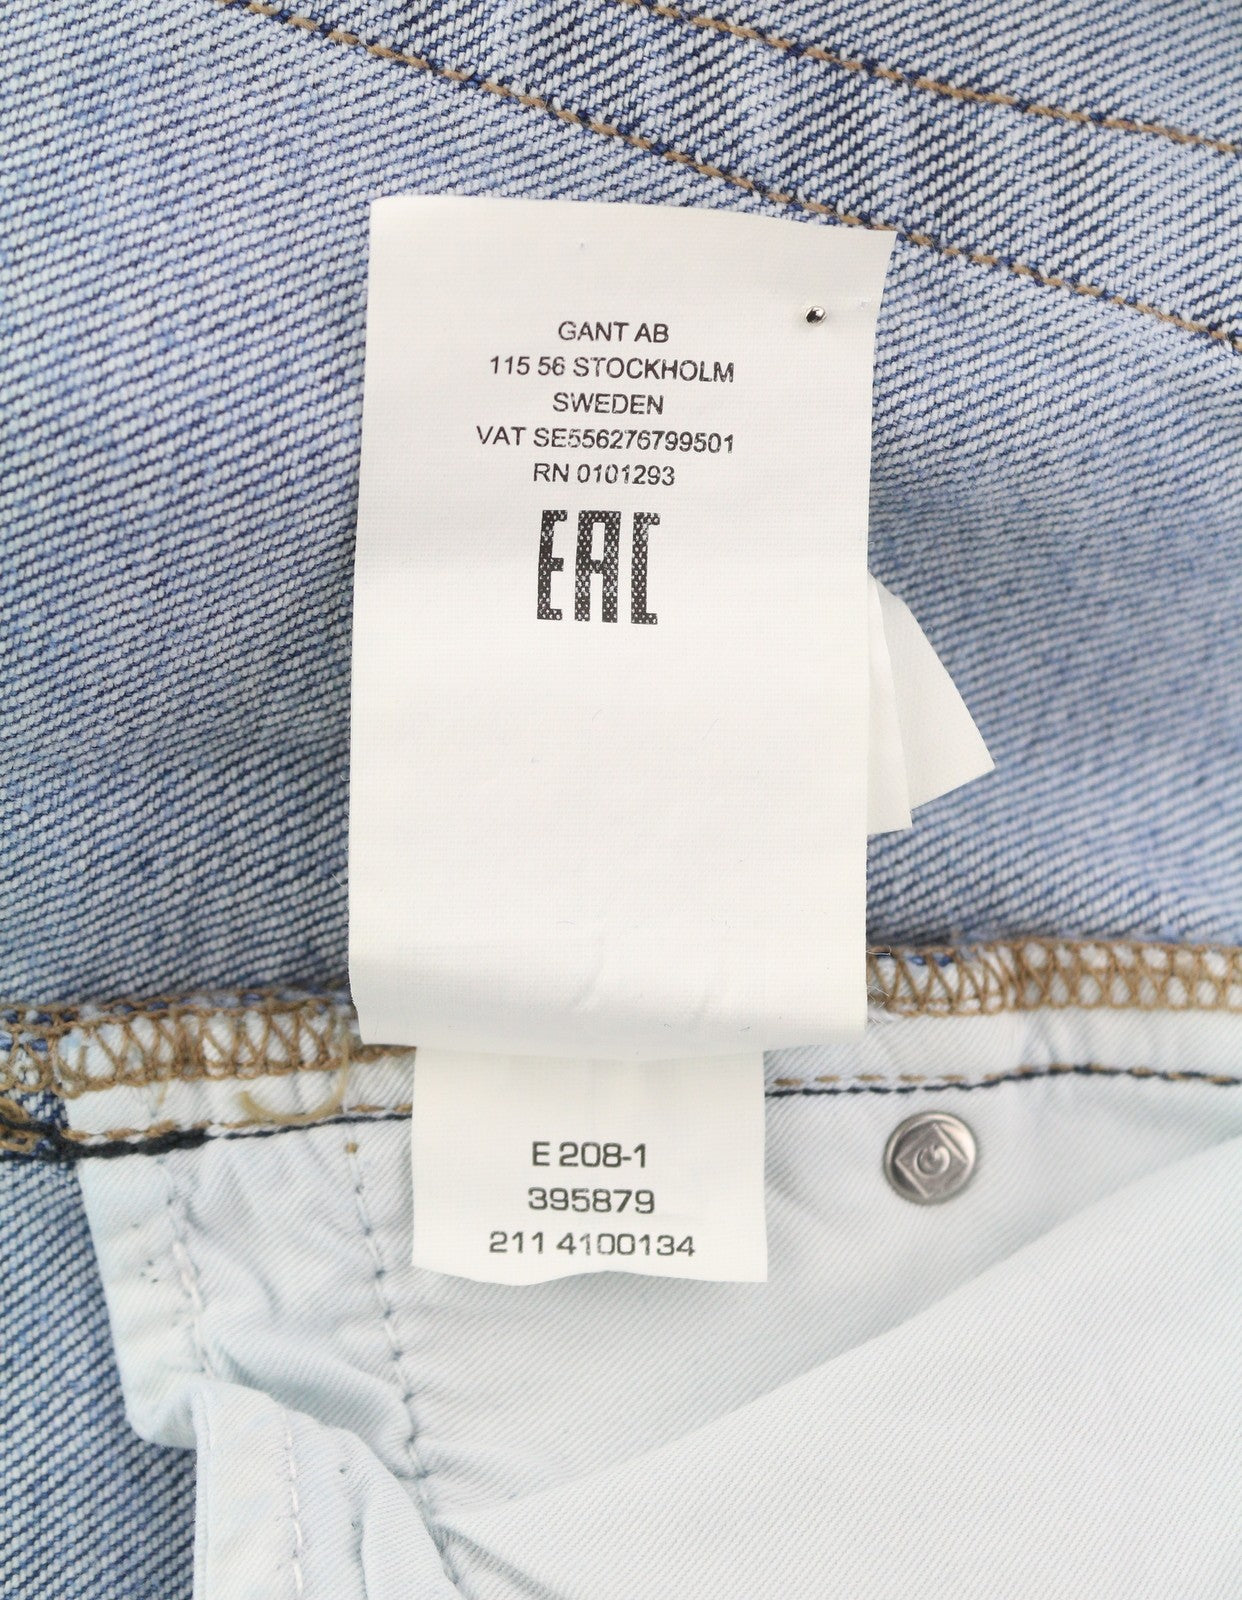 GANT AB
115 56 STOCKHOLM
SWEDEN
VAT SE556276799501
RN 0101293
EAC
E 208-1
395879
211 4100134
G